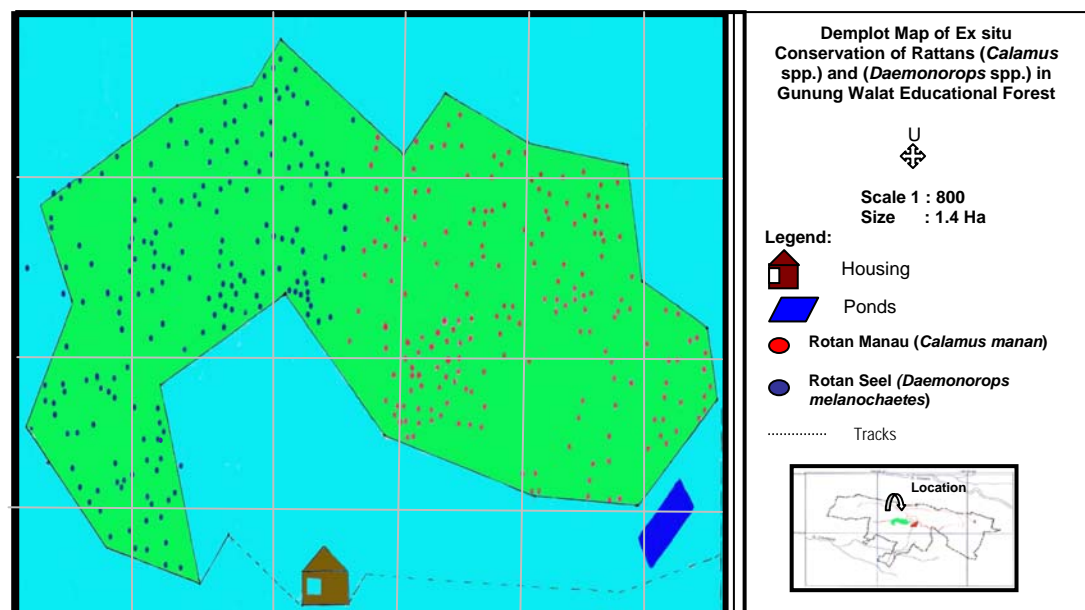 Demplot Map of Ex situ
Conservation of Rattans (Calamus
spp.) and (Daemonorops spp.) in
Gunung Walat Educational Forest
U
Scale 1 : 800
Size : 1.4 Ha
Legend:
Housing
Ponds
Rotan Manau (Calamus manan)
Rotan Seel (Daemonorops
melanochaetes)
Tracks
Location